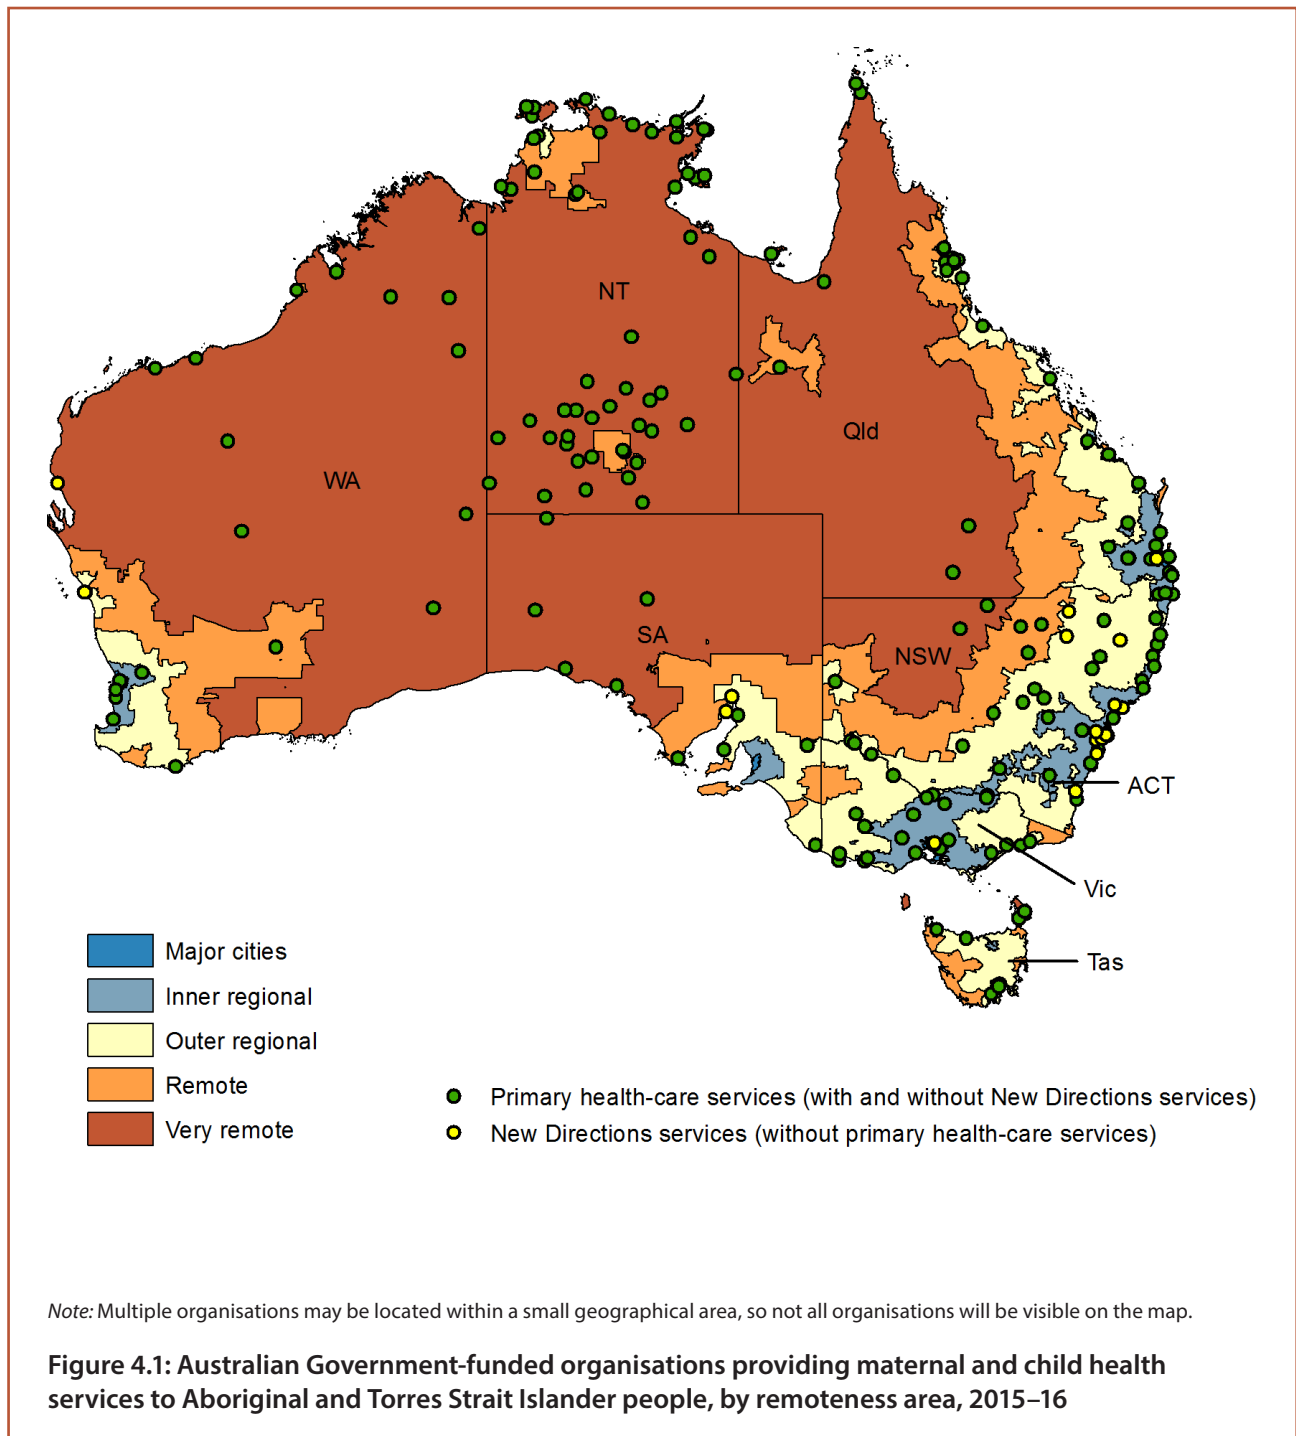 NT
Qld
WA
SA
NSW
ACT
Vic
Tas
Major cities
Inner regional
Outer regional
Remote
Very remote
Primary health-care services (with and without New Directions services)
New Directions services (without primary health-care services)
Note: Multiple organisations may be located within a small geographical area, so not all organisations will be visible on the map.
Figure 4.1: Australian Government-funded organisations providing maternal and child health
services to Aboriginal and Torres Strait Islander people, by remoteness area, 2015–16